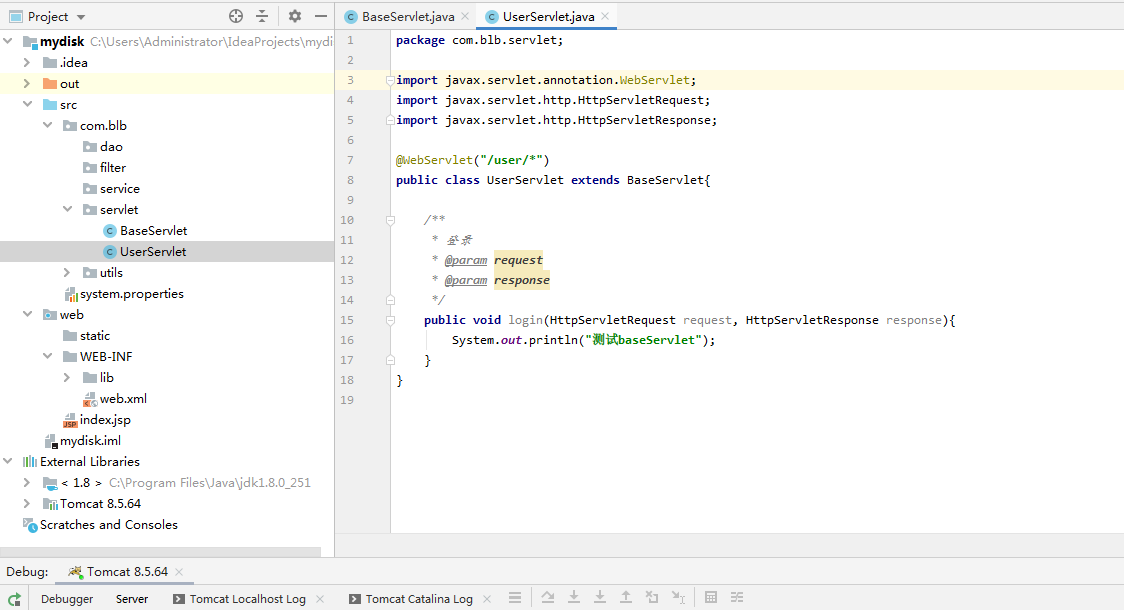 Project
BaseServlet.java
UserServlet.java
mydisk C:\Users\Administrator\IdeaProjects\mydi
.idea
out
src
com.blb
dao
filter
service
servlet
BaseServlet
UserServlet
utils
system.properties
web
static
WEB-INF
lib
web.xml
index.jsp
mydisk.iml
External Libraries
< 1.8 > C:\Program Files\Java\jdk1.8.0_251
Tomcat 8.5.64
Scratches and Consoles
1 package com.blb.servlet;
2
3 import javax.servlet.annotation.WebServlet;
4 import javax.servlet.http.HttpServletRequest;
5 import javax.servlet.http.HttpServletResponse;
6
7 @WebServlet("/user/*")
8 public class UserServlet extends BaseServlet{
9
10 /**
11 * 登录
12 * @param request
13 * @param response
14 */
15 public void login(HttpServletRequest request, HttpServletResponse response){
16 System.out.println("测试baseServlet");
17 }
18 }
19
Debug: Tomcat 8.5.64
Debugger Server Tomcat Localhost Log Tomcat Catalina Log